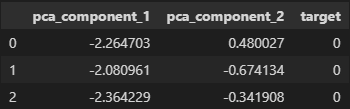 pca_component_1 pca_component_2 target
0 -2.264703 0.480027 0
1 -2.080961 -0.674134 0
2 -2.364229 -0.341908 0